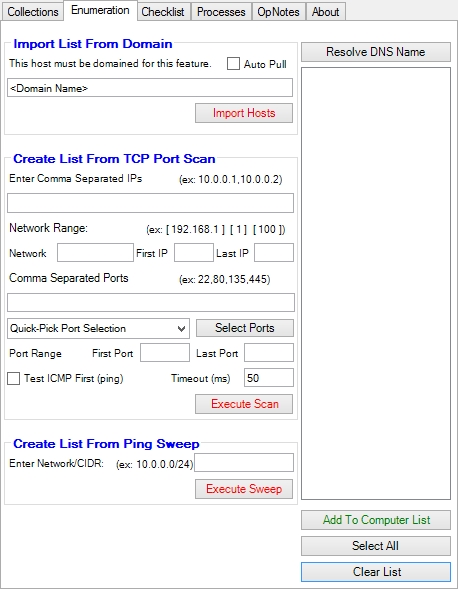 Collections Enumeration Checklist Processes OpNotes About
Import List From Domain
This host must be domained for this feature. Auto Pull
<Domain Name>
Import Hosts
Create List From TCP Port Scan
Enter Comma Separated IPs (ex: 10.0.0.1,10.0.0.2)
Network Range: (ex: [ 192.168.1 ] [ 1 ] [ 100 ])
Network First IP Last IP
Comma Separated Ports (ex: 22,80,135,445)
Quick-Pick Port Selection Select Ports
Port Range First Port Last Port
Test ICMP First (ping) Timeout (ms) 50
Execute Scan
Create List From Ping Sweep
Enter Network/CIDR: (ex: 10.0.0.0/24)
Execute Sweep
Resolve DNS Name
Add To Computer List
Select All
Clear List